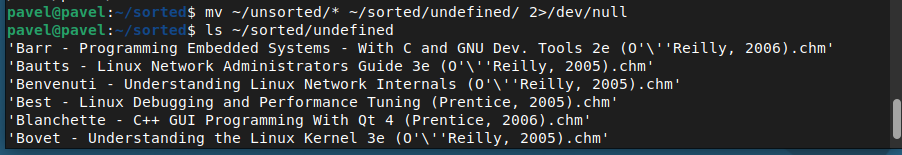 pavel@pavel:~/sorted$ mv ~/unsorted/* ~/sorted/undefined/ 2>/dev/null
pavel@pavel:~/sorted$ ls ~/sorted/undefined
'Barr - Programming Embedded Systems - With C and GNU Dev. Tools 2e (O'\''Reilly, 2006).chm'
'Bautts - Linux Network Administrators Guide 3e (O'\''Reilly, 2005).chm'
'Benvenuti - Understanding Linux Network Internals (O'\''Reilly, 2005).chm'
'Best - Linux Debugging and Performance Tuning (Prentice, 2005).chm'
'Blanchette - C++ GUI Programming With Qt 4 (Prentice, 2006).chm'
'Bovet - Understanding the Linux Kernel 3e (O'\''Reilly, 2005).chm'